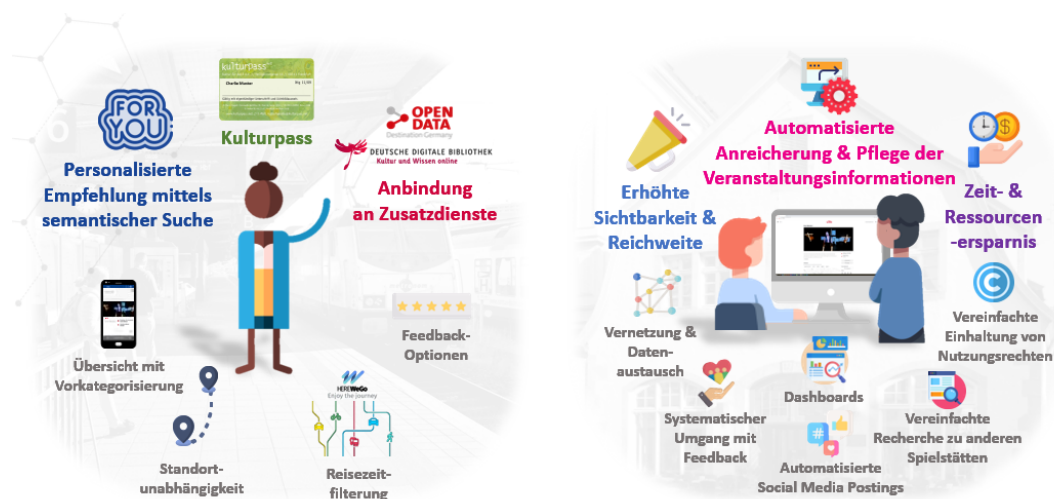 kulturpass
Kulturpass
FOR
YOU
Personalisierte
Empfehlung mittels
semantischer Suche
OPEN
DATA
Destination Germany
DEUTSCHE DIGITALE BIBLIOTHEK
Kultur und Wissen online
Anbindung
an Zusatzdienste
Übersicht mit
Vorkategorisierung
Feedback-
Optionen
Standort-
unabhängigkeit
HERE WeGo
Enjoy the journey
Reisezeit-
filterung
Automatisierte
Anreicherung & Pflege der
Veranstaltungsinformationen
Erhöhte
Sichtbarkeit &
Reichweite
Zeit- &
Ressourcen
-ersparnis
Vernetzung &
Daten-
austausch
Vereinfachte
Einhaltung von
Nutzungsrechten
Dashboards
Systematischer
Umgang mit
Feedback
Vereinfachte
Recherche zu anderen
Spielstätten
Automatisierte
Social Media Postings